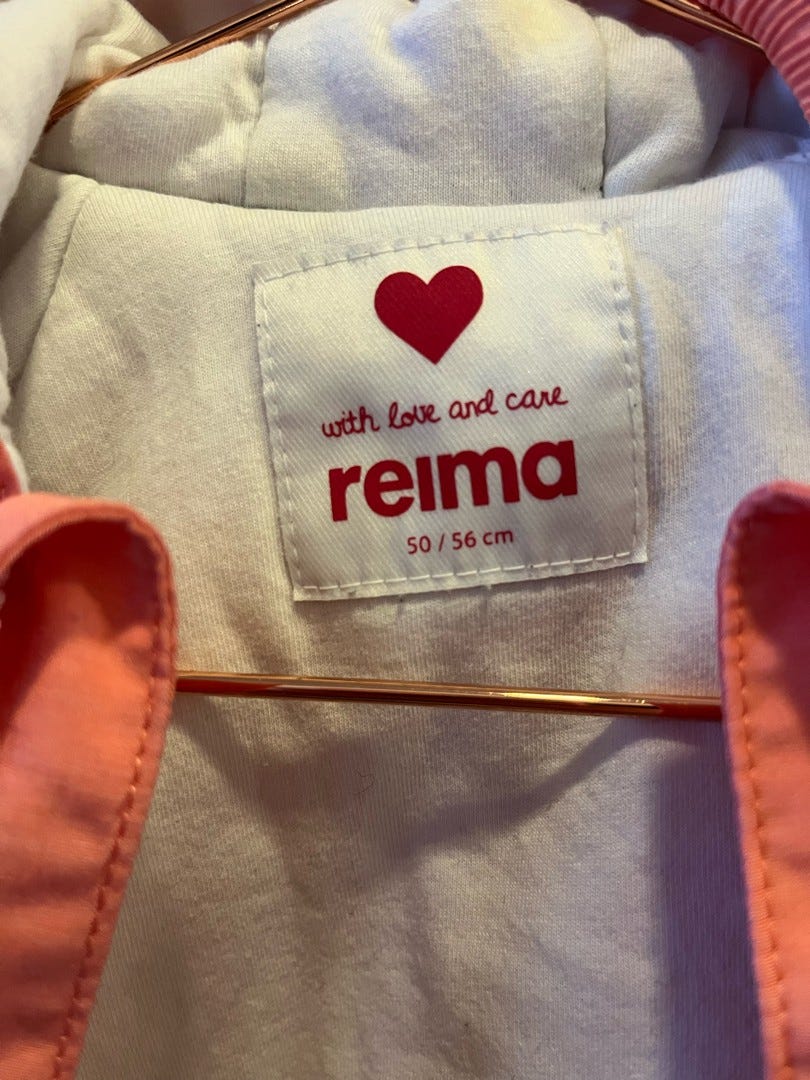 with love and care
reima
50 / 56 cm